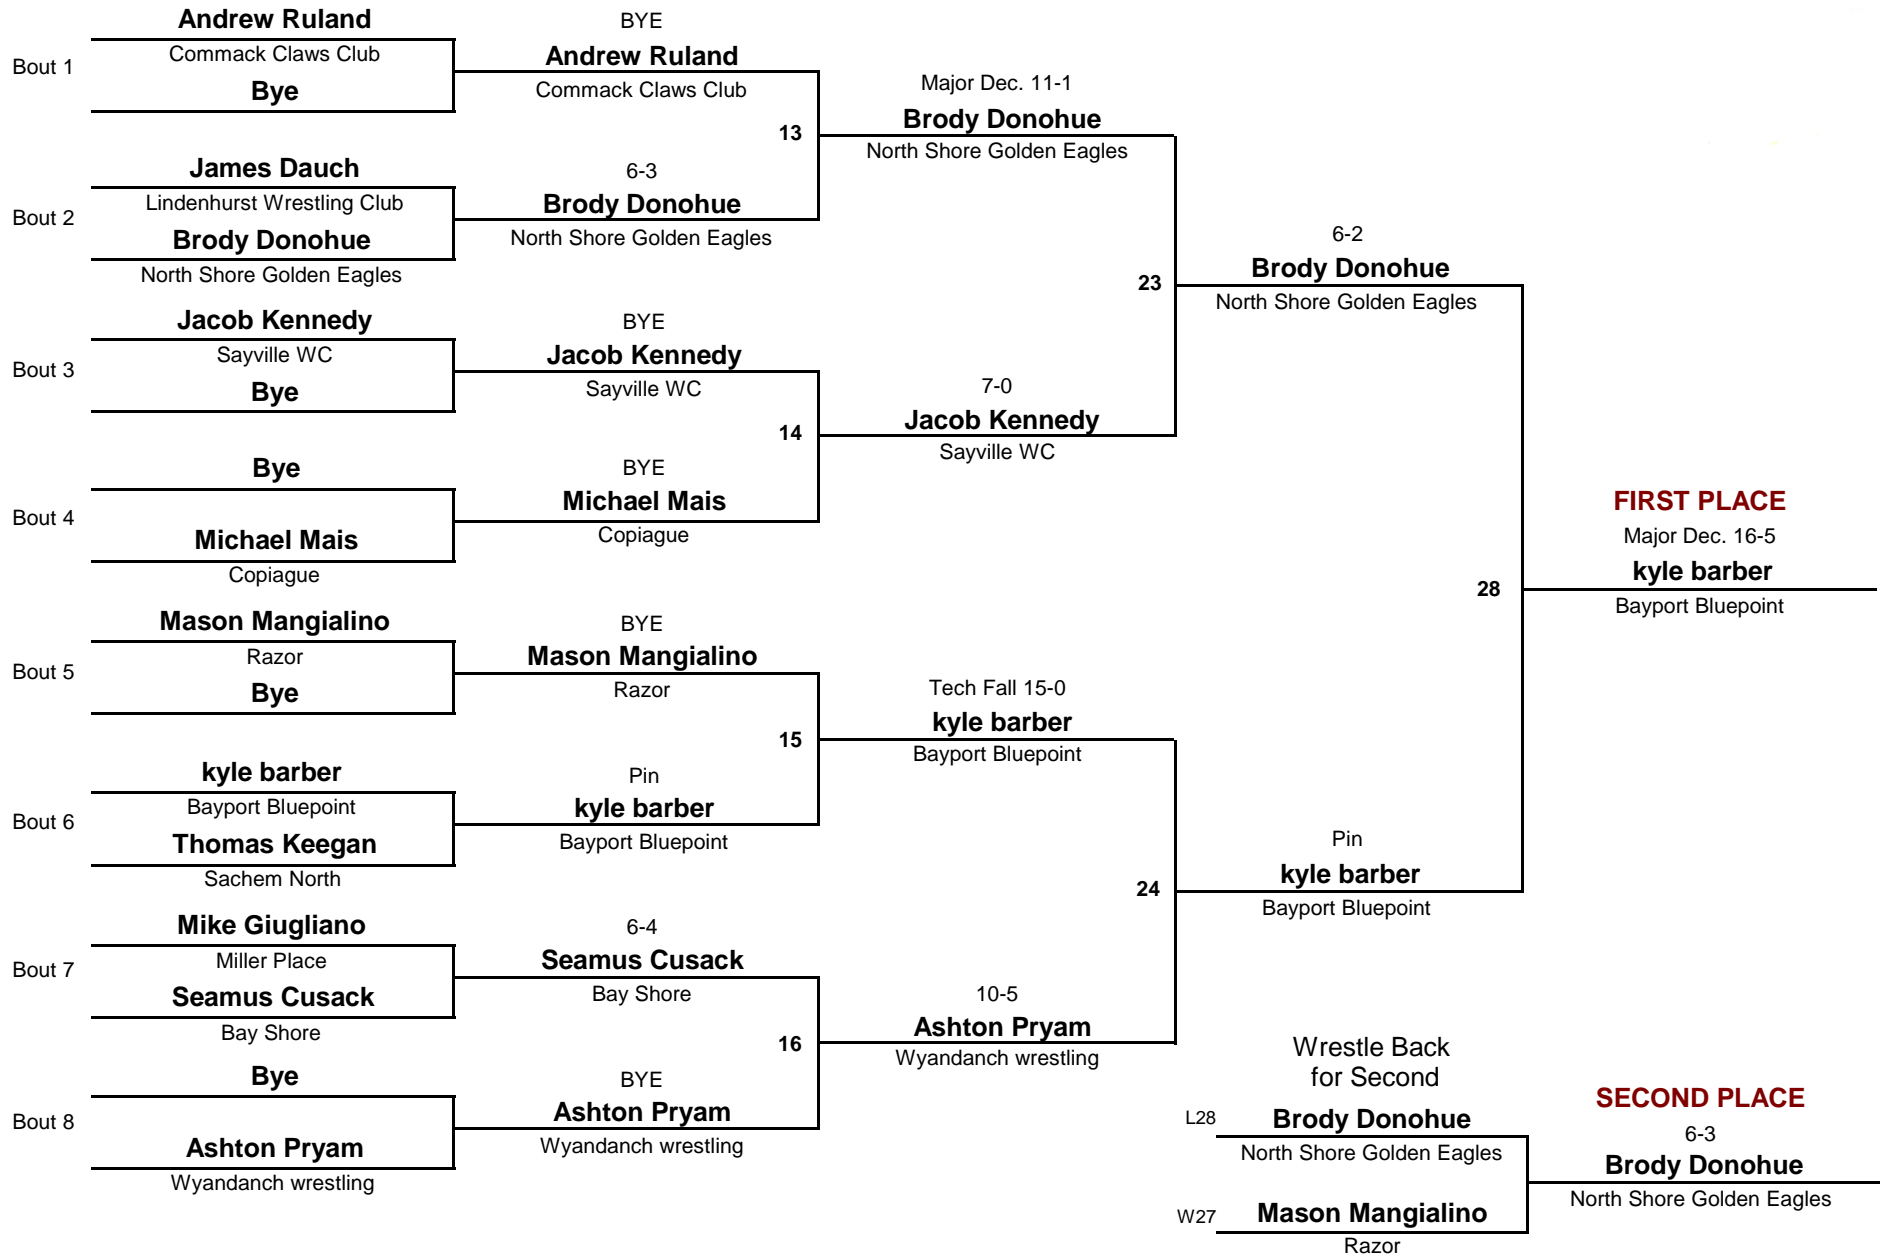 Andrew Ruland
Bout 1
Commack Claws Club
Bye
BYE
Andrew Ruland
Commack Claws Club
James Dauch
Bout 2
Lindenhurst Wrestling Club
Brody Donohue
North Shore Golden Eagles
6-3
Brody Donohue
North Shore Golden Eagles
13
Major Dec. 11-1
Brody Donohue
North Shore Golden Eagles
Jacob Kennedy
Bout 3
Sayville WC
Bye
BYE
Jacob Kennedy
Sayville WC
Bye
Bout 4
Michael Mais
Copiague
BYE
Michael Mais
Copiague
14
7-0
Jacob Kennedy
Sayville WC
23
6-2
Brody Donohue
North Shore Golden Eagles
Mason Mangialino
Bout 5
Razor
Bye
BYE
Mason Mangialino
Razor
kyle barber
Bout 6
Bayport Bluepoint
Thomas Keegan
Sachem North
Pin
kyle barber
Bayport Bluepoint
15
Tech Fall 15-0
kyle barber
Bayport Bluepoint
Mike Giugliano
Bout 7
Miller Place
Seamus Cusack
Bay Shore
6-4
Seamus Cusack
Bay Shore
Bye
Bout 8
Ashton Pryam
Wyandanch wrestling
BYE
Ashton Pryam
Wyandanch wrestling
16
10-5
Ashton Pryam
Wyandanch wrestling
24
Pin
kyle barber
Bayport Bluepoint
28
FIRST PLACE
Major Dec. 16-5
kyle barber
Bayport Bluepoint
Wrestle Back
for Second
L28
Brody Donohue
North Shore Golden Eagles
W27
Mason Mangialino
Razor
SECOND PLACE
6-3
Brody Donohue
North Shore Golden Eagles